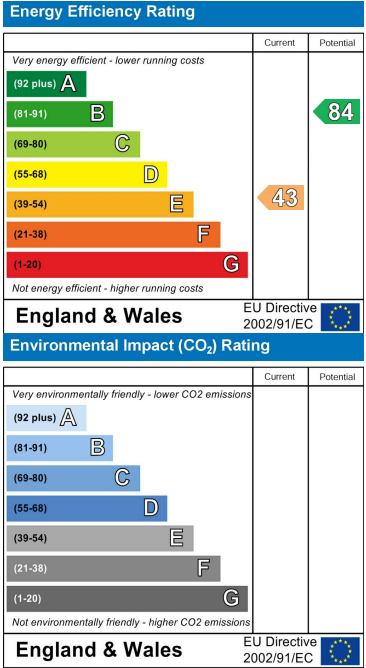 Energy Efficiency Rating
Current Potential
Very energy efficient - lower running costs
(92 plus) A
(81-91) B
84
(69-80) C
(55-68) D
(39-54) E
43
(21-38) F
(1-20) G
Not energy efficient - higher running costs
England & Wales
EU Directive
2002/91/EC
Environmental Impact (CO₂) Rating
Current Potential
Very environmentally friendly - lower CO2 emissions
(92 plus) A
(81-91) B
(69-80) C
(55-68) D
(39-54) E
(21-38) F
(1-20) G
Not environmentally friendly - higher CO2 emissions
England & Wales
EU Directive
2002/91/EC